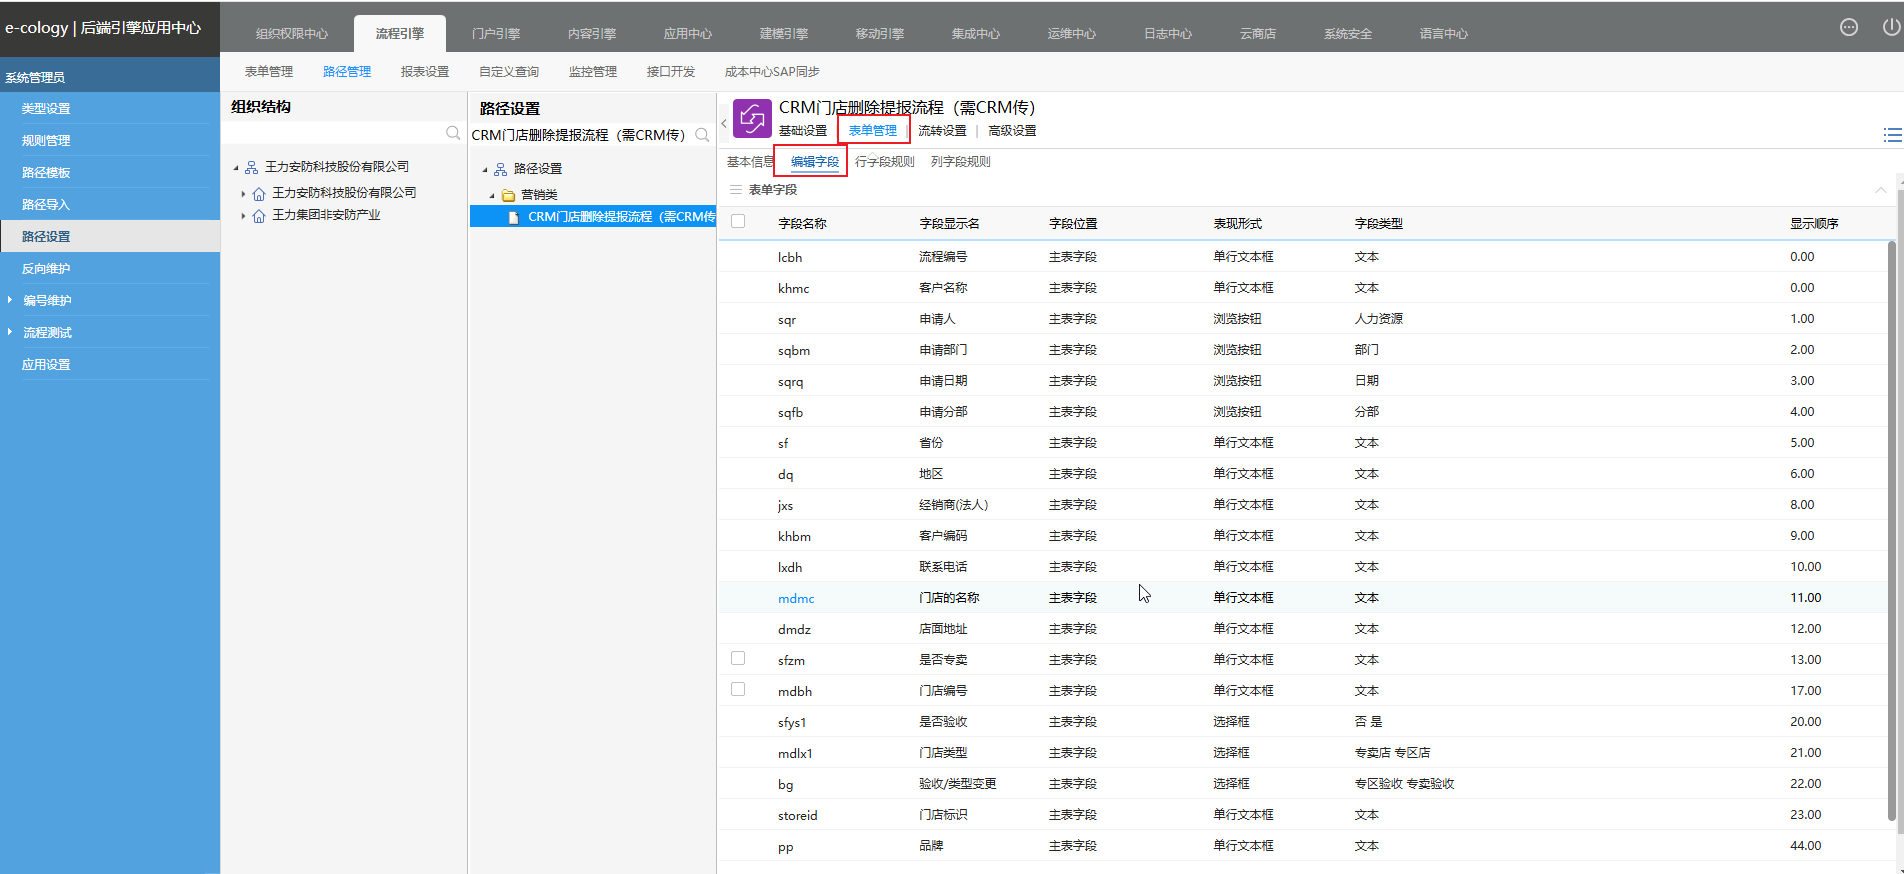 e-cology | 后端引擎应用中心
组织权限中心 流程引擎 门户引擎 内容引擎 应用中心 建模引擎 移动引擎 集成中心 运维中心 日志中心 云商店 系统安全 语言中心
表单管理 路径管理 报表设置 自定义查询 监控管理 接口开发 成本中心SAP同步
系统管理员
类型设置
规则管理
路径模板
路径导入
路径设置
反向维护
编号维护
流程测试
应用设置
组织结构
王力安防科技股份有限公司
王力安防科技股份有限公司
王力集团非安防产业
路径设置
CRM门店删除提报流程（需CRM传）
路径设置
营销类
CRM门店删除提报流程（需CRM传
CRM门店删除提报流程（需CRM传）
基础设置 表单管理 | 流转设置 | 高级设置
基本信息 编辑字段 行字段规则 列字段规则
表单字段
字段名称 字段显示名 字段位置 表现形式 字段类型 显示顺序
lcbh 流程编号 主表字段 单行文本框 文本 0.00
khmc 客户名称 主表字段 单行文本框 文本 0.00
sqr 申请人 主表字段 浏览按钮 人力资源 1.00
sqbm 申请部门 主表字段 浏览按钮 部门 2.00
sqrq 申请日期 主表字段 浏览按钮 日期 3.00
sqfb 申请分部 主表字段 浏览按钮 分部 4.00
sf 省份 主表字段 单行文本框 文本 5.00
dq 地区 主表字段 单行文本框 文本 6.00
jxs 经销商(法人) 主表字段 单行文本框 文本 8.00
khbm 客户编码 主表字段 单行文本框 文本 9.00
lxdh 联系电话 主表字段 单行文本框 文本 10.00
mdmc 门店的名称 主表字段 单行文本框 文本 11.00
dmdz 店面地址 主表字段 单行文本框 文本 12.00
sfzm 是否专卖 主表字段 单行文本框 文本 13.00
mdbh 门店编号 主表字段 单行文本框 文本 17.00
sfys1 是否验收 主表字段 选择框 否 是 20.00
mdlx1 门店类型 主表字段 选择框 专卖店 专区店 21.00
bg 验收/类型变更 主表字段 选择框 专区验收 专卖验收 22.00
storeid 门店标识 主表字段 单行文本框 文本 23.00
pp 品牌 主表字段 单行文本框 文本 44.00